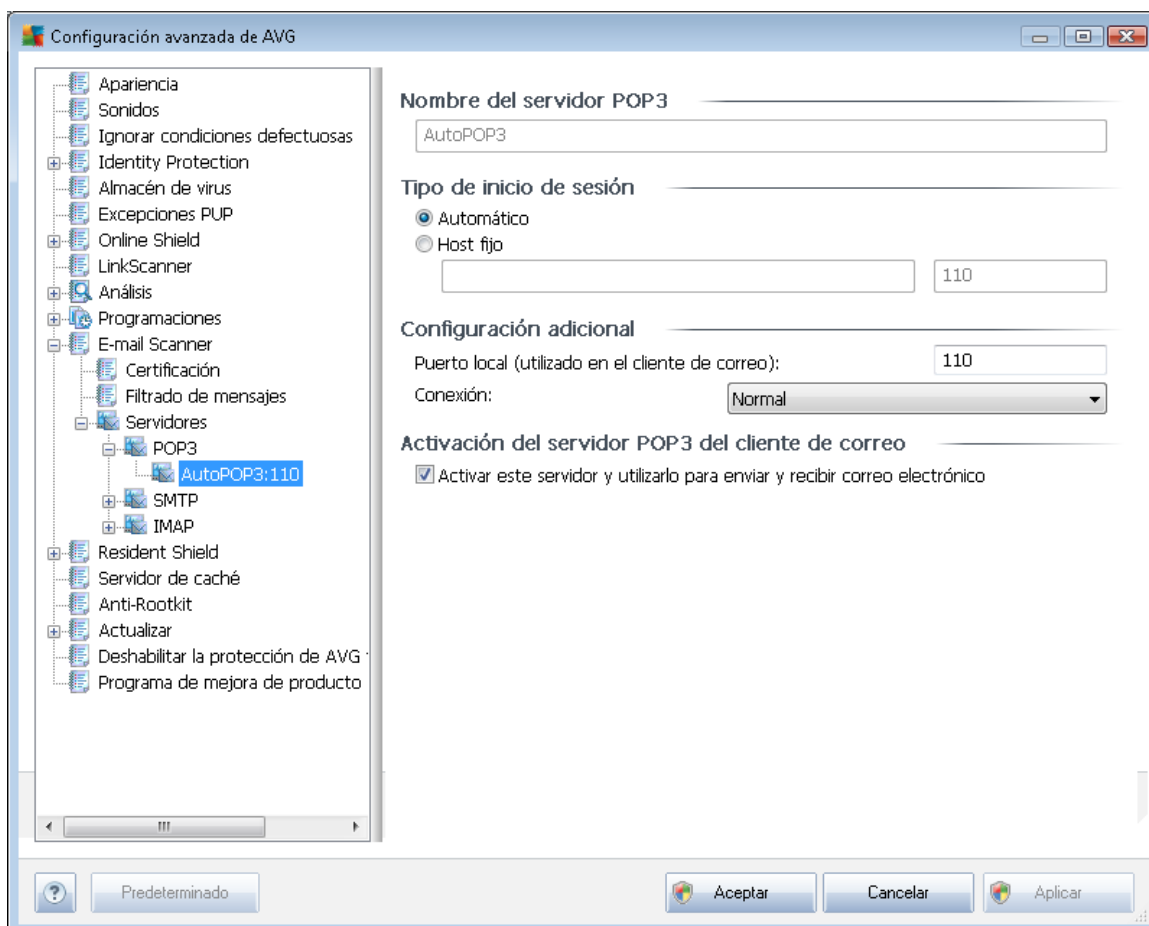 Configuración avanzada de AVG
Apariencia
Sonidos
Ignorar condiciones defectuosas
Identity Protection
Almacén de virus
Excepciones PUP
Online Shield
LinkScanner
Análisis
Programaciones
E-mail Scanner
Certificación
Filtrado de mensajes
Servidores
POP3
AutoPOP3:110
SMTP
IMAP
Resident Shield
Servidor de caché
Anti-Rootkit
Actualizar
Deshabilitar la protección de AVG
Programa de mejora de producto
Nombre del servidor POP3
AutoPOP3
Tipo de inicio de sesión
Automático
Host fijo
110
Configuración adicional
Puerto local (utilizado en el cliente de correo): 110
Conexión: Normal
Activación del servidor POP3 del cliente de correo
Activar este servidor y utilizarlo para enviar y recibir correo electrónico
? Predeterminado Aceptar Cancelar Aplicar